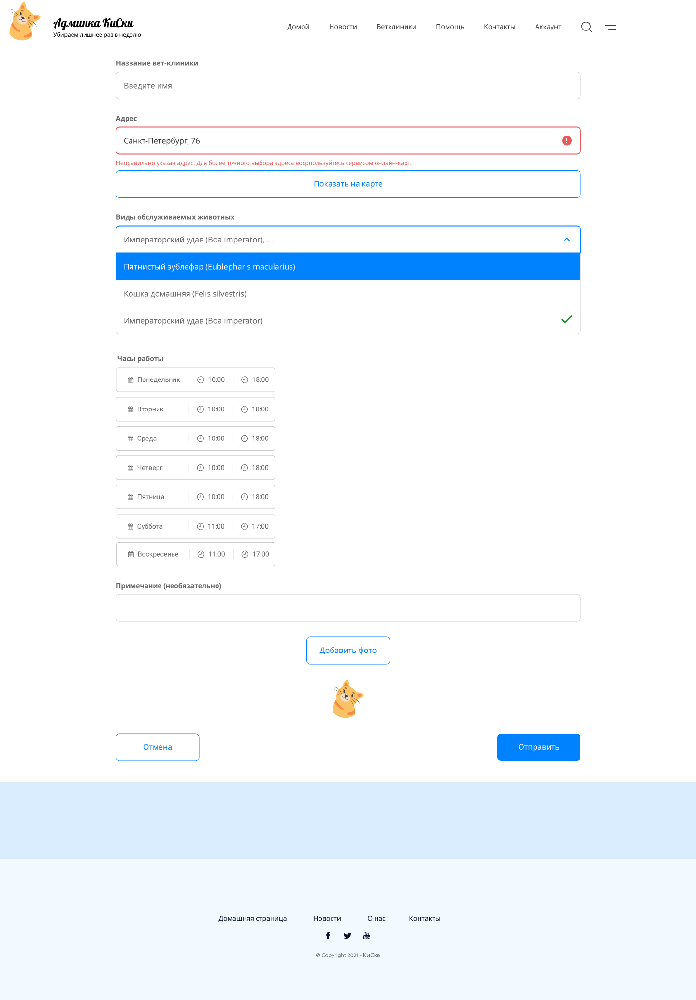 Админка КиСки
Убираем лишнее раз в неделю
Домой Новости Ветклиники Помощь Контакты Аккаунт
Название вет-клиники
Введите имя
Адрес
Санкт-Петербург, 76
Неправильно указан адрес. Для более точного выбора адреса восрпользуйтесь сервисом онлайн-карт.
Показать на карте
Виды обслуживаемых животных
Императорский удав (Boa imperator), ...
Пятнистый эублефар (Eublepharis macularius)
Кошка домашняя (Felis silvestris)
Императорский удав (Boa imperator)
Часы работы
Понедельник 10:00 18:00
Вторник 10:00 18:00
Среда 10:00 18:00
Четверг 10:00 18:00
Пятница 10:00 18:00
Суббота 11:00 17:00
Воскресенье 11:00 17:00
Примечание (необязательно)
Добавить фото
Отмена Отправить
Домашняя страница Новости О нас Контакты
You Tube
© Copyright 2021 - КиСка